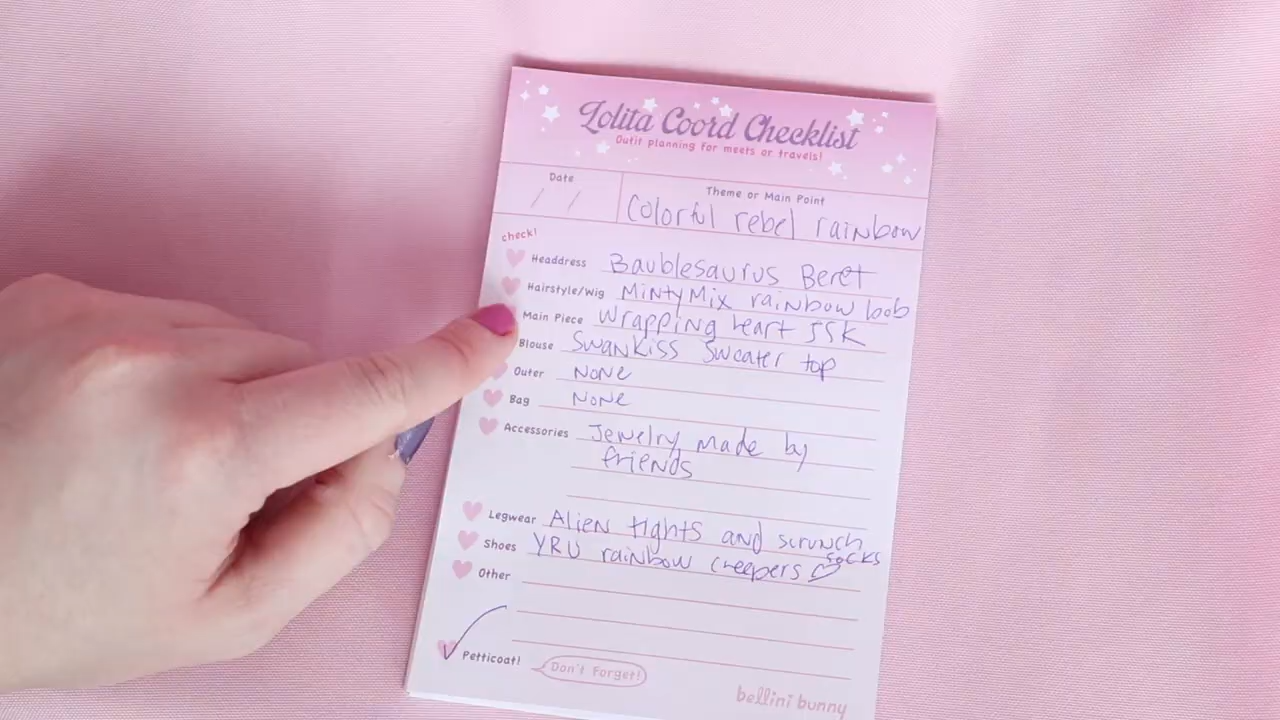 Lolita Coord Checklist
Outfit planning for meets or travels!
Date
/ /
Theme or Main Point
Colorful rebel rainbow
check!
Headdress Baublesaurus Beret
Hairstyle/Wig MintyMix rainbow bob
Main Piece Wrapping Heart JSK
Blouse Swankiss Sweater top
Outer None
Bag None
Accessories Jewelry made by
friends
Legwear Alien tights and scrunch
socks
Shoes YRU rainbow creepers
Other
Petticoat! Don't Forget!
bellini bunny